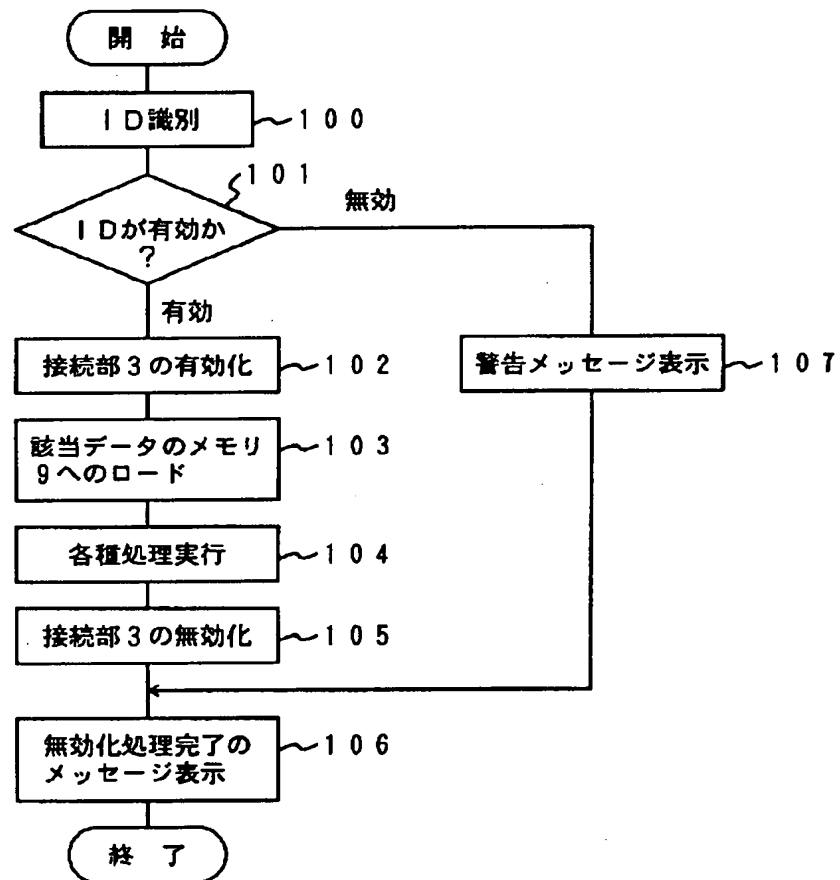 開 始
ID識別
100
101
IDが有効か
?
無効
有効
接続部3の有効化
102
警告メッセージ表示
107
該当データのメモリ
9へのロード
103
各種処理実行
104
接続部3の無効化
105
無効化処理完了の
メッセージ表示
106
終 了